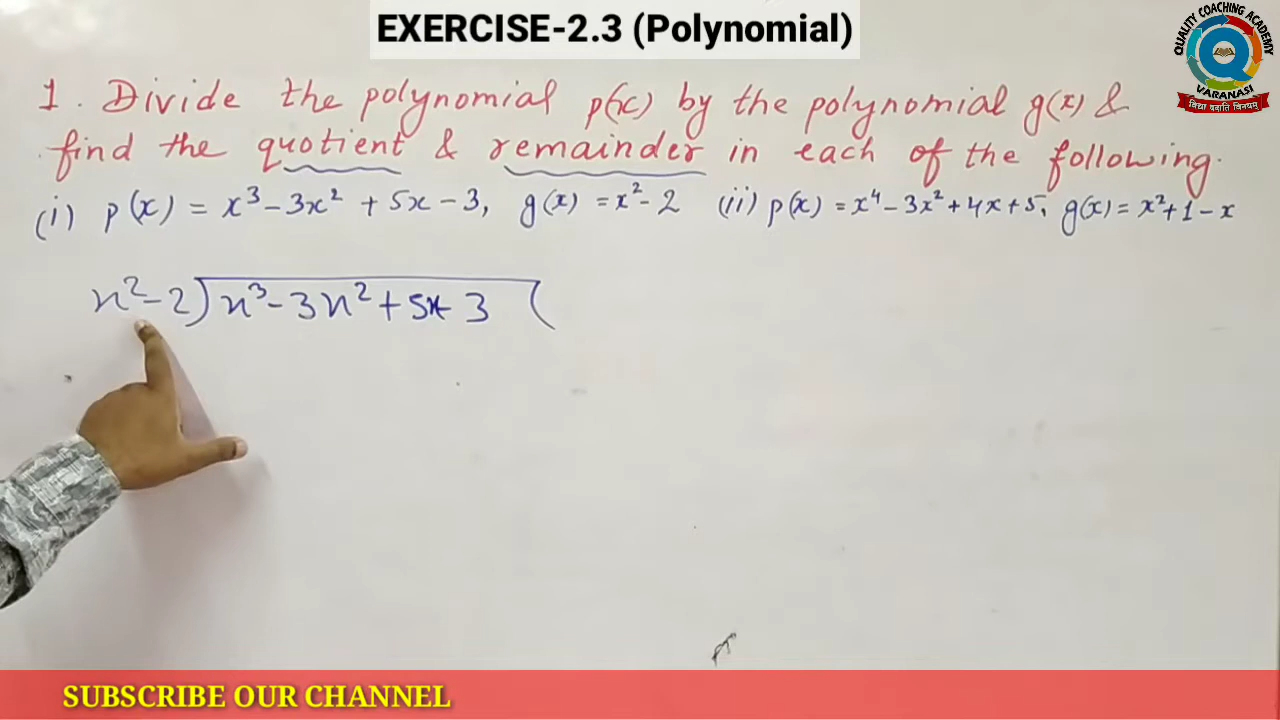 EXERCISE-2.3 (Polynomial)
QUALITY COACHING ACADEMY
Q
VARANASI
1. Divide the polynomial p(x) by the polynomial g(x) &
find the quotient & remainder in each of the following.
(i) p(x) = x³ - 3x² + 5x - 3, g(x) = x² - 2 (ii) p(x) = x⁴ - 3x² + 4x + 5, g(x) = x² + 1 - x
x² - 2) x³ - 3x² + 5x - 3 (
SUBSCRIBE OUR CHANNEL